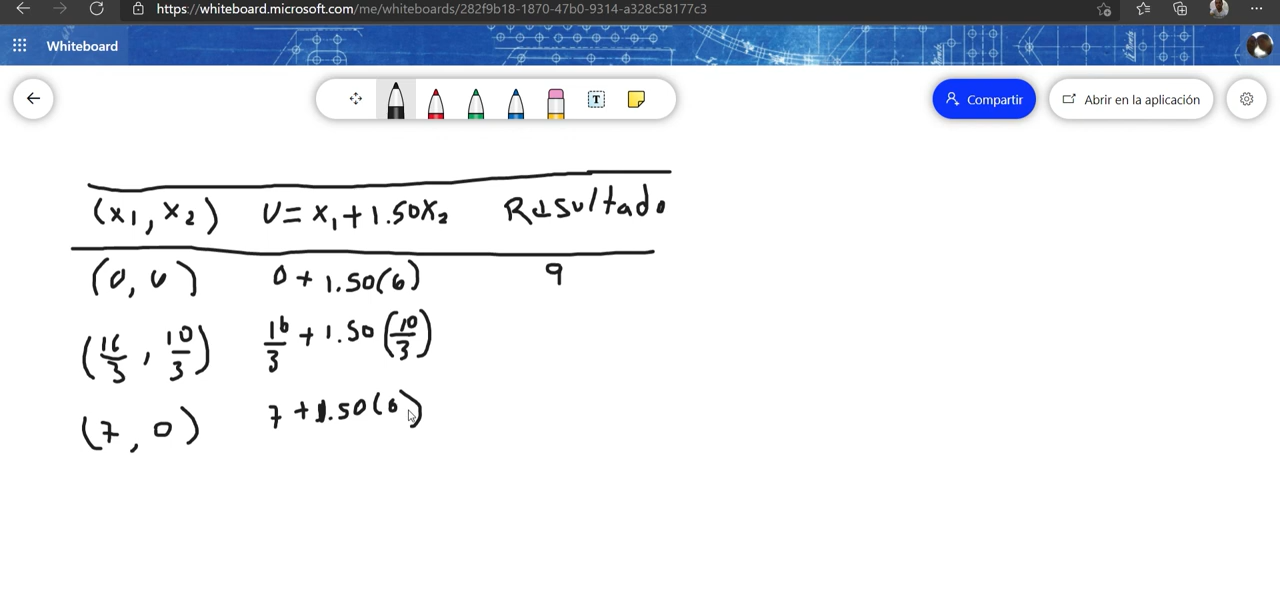 https://whiteboard.microsoft.com/me/whiteboards/282f9b18-1870-47b0-9314-a328c58177c3
Whiteboard
T
Compartir
Abrir en la aplicación
(x1, x2) U= x1+1.50x2 Resultado
(0, 6) 0+1.50(6) 9
(16/3, 10/3) 16/3 + 1.50(10/3)
(7, 0) 7+1.50(0)